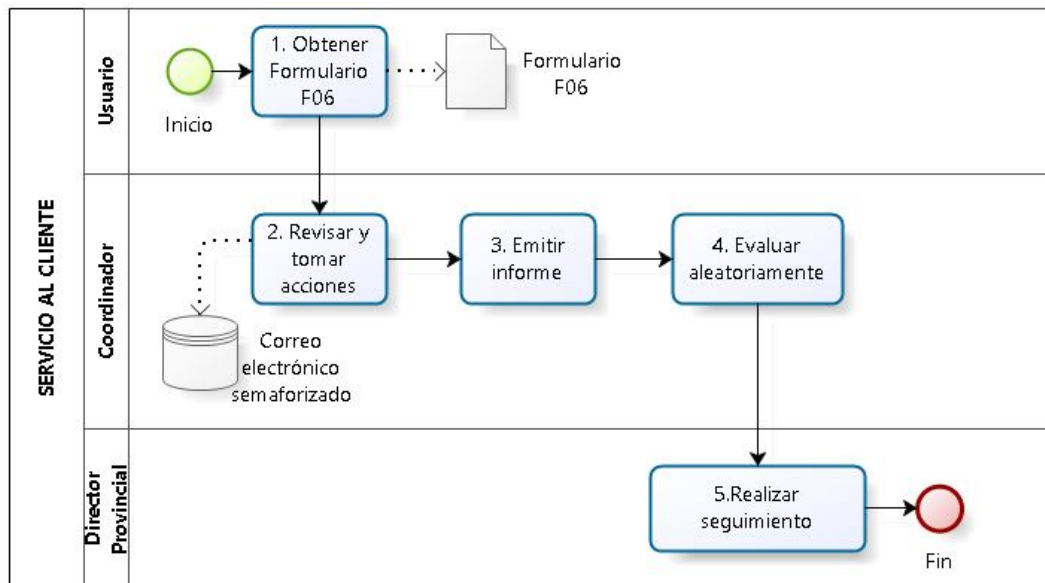 SERVICIO AL CLIENTE
Usuario
Inicio
1. Obtener
Formulario
F06
Formulario
F06
Coordinador
2. Revisar y
tomar
acciones
Correo
electrónico
semaforizado
3. Emitir
informe
4. Evaluar
aleatoriamente
Director
Provincial
5.Realizar
seguimiento
Fin